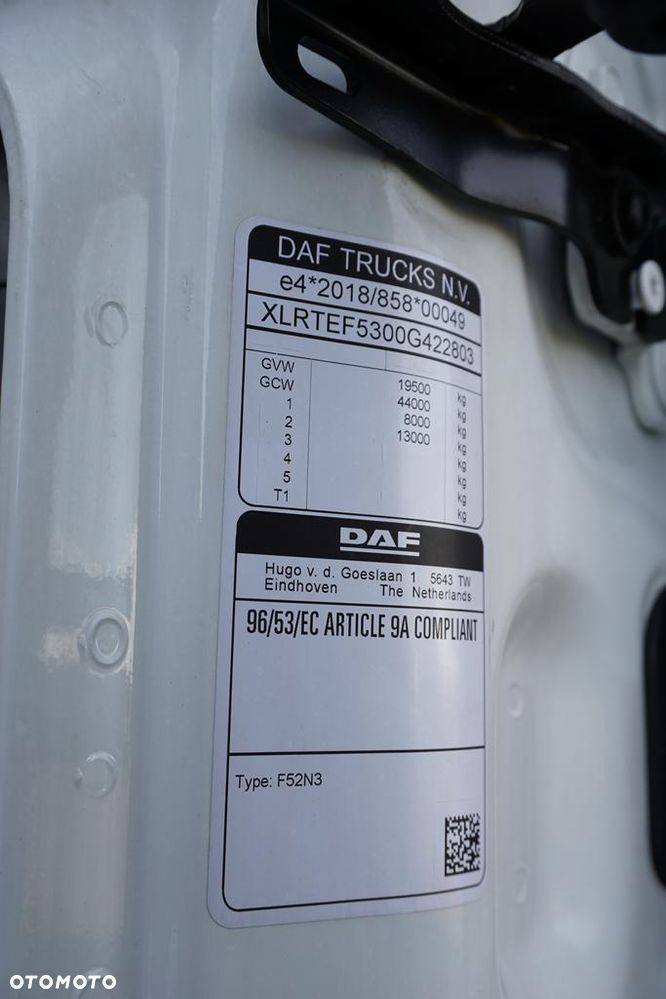 DAF TRUCKS N.V.
e4*2018/858*00049
XLRTEF5300G422803
GVW 19500 kg
GCW 44000 kg
1 8000 kg
2 13000 kg
3 kg
4 kg
5 kg
T1 kg
DAF
Hugo v. d. Goeslaan 1 5643 TW
Eindhoven The Netherlands
96/53/EC ARTICLE 9A COMPLIANT
Type: F52N3
OTOMOTO